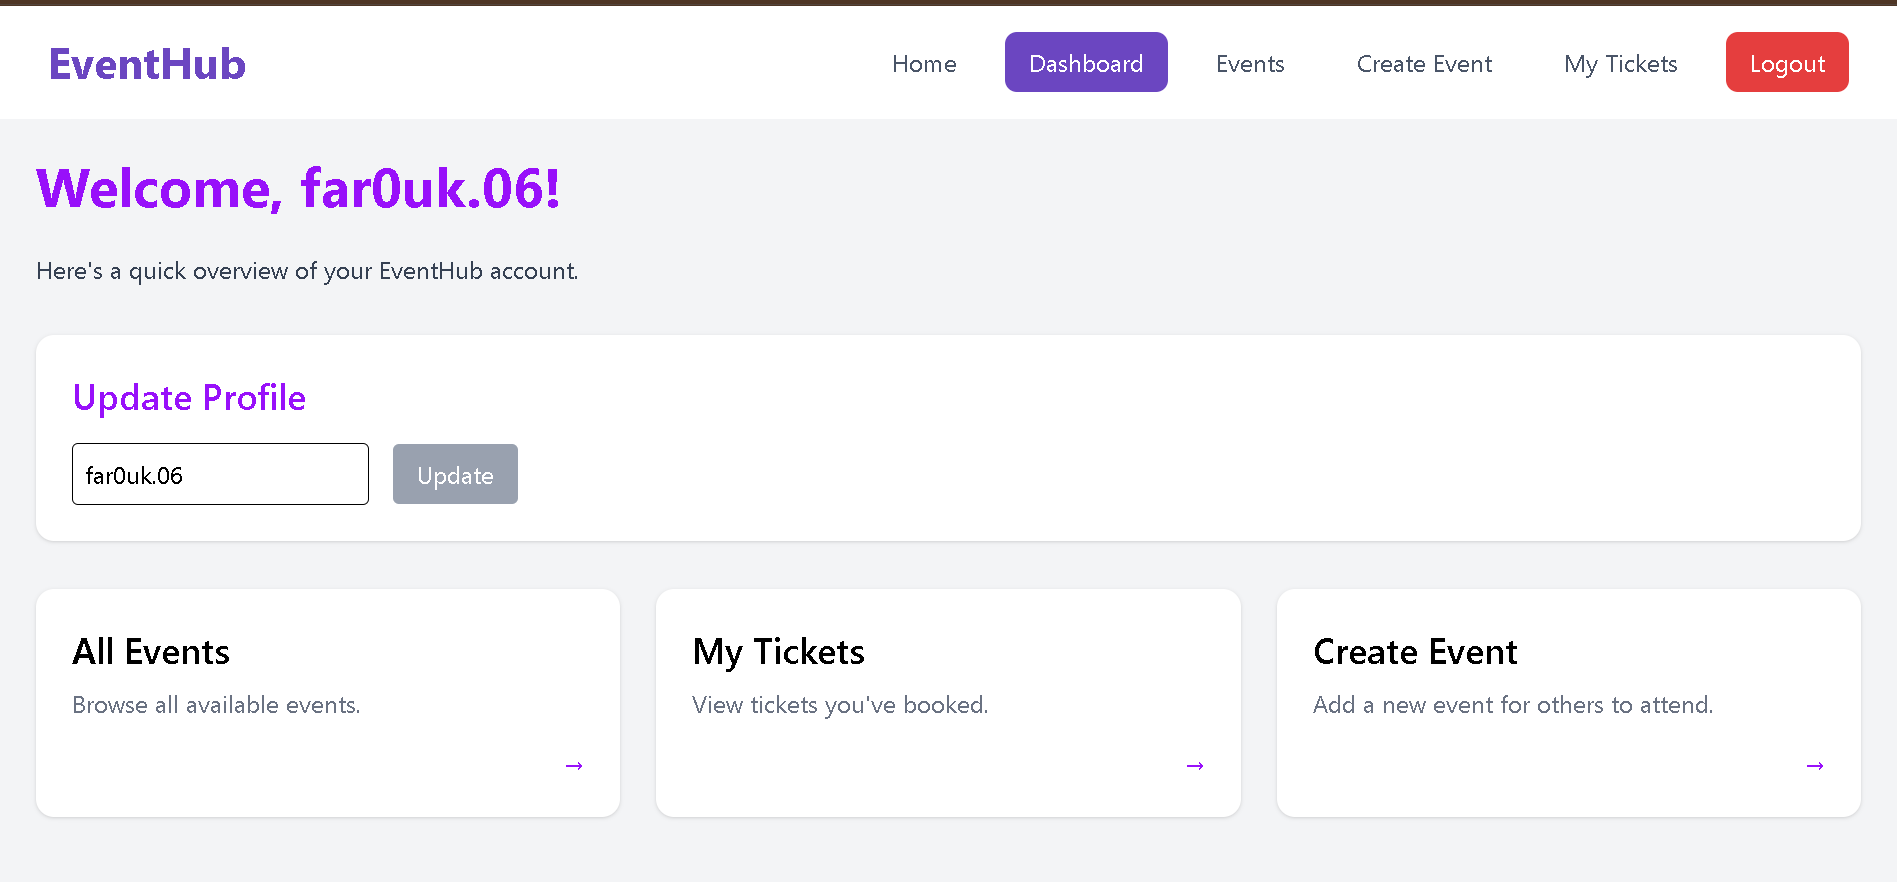 EventHub
Home Dashboard Events Create Event My Tickets Logout
Welcome, far0uk.06!
Here's a quick overview of your EventHub account.
Update Profile
far0uk.06 Update
All Events
Browse all available events.
→
My Tickets
View tickets you've booked.
→
Create Event
Add a new event for others to attend.
→